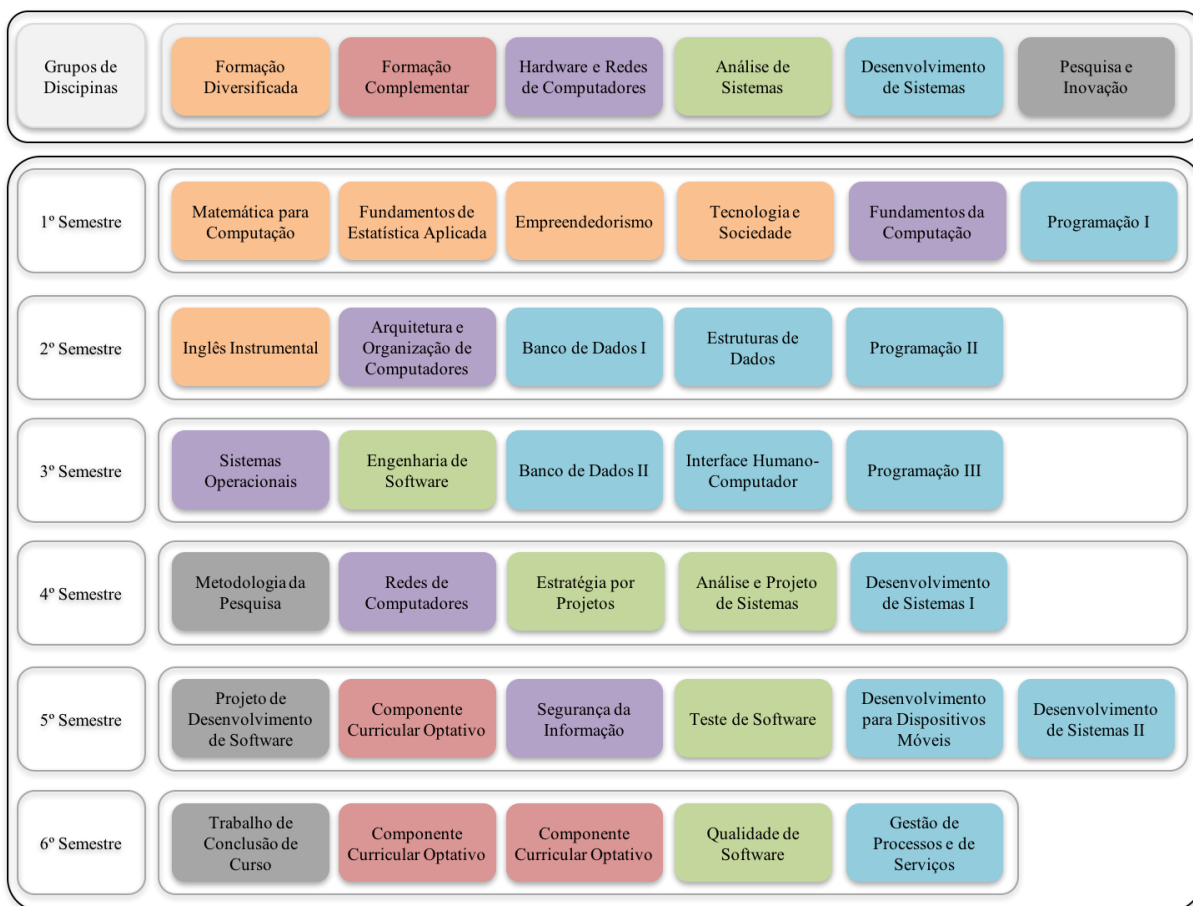 Grupos de
Discipinas
Formação
Diversificada
Formação
Complementar
Hardware e Redes
de Computadores
Análise de
Sistemas
Desenvolvimento
de Sistemas
Pesquisa e
Inovação
1º Semestre
Matemática para
Computação
Fundamentos de
Estatística Aplicada
Empreendedorismo
Tecnologia e
Sociedade
Fundamentos da
Computação
Programação I
2º Semestre
Inglês Instrumental
Arquitetura e
Organização de
Computadores
Banco de Dados I
Estruturas de
Dados
Programação II
3º Semestre
Sistemas
Operacionais
Engenharia de
Software
Banco de Dados II
Interface Humano-
Computador
Programação III
4º Semestre
Metodologia da
Pesquisa
Redes de
Computadores
Estratégia por
Projetos
Análise e Projeto
de Sistemas
Desenvolvimento
de Sistemas I
5º Semestre
Projeto de
Desenvolvimento
de Software
Componente
Curricular Optativo
Segurança da
Informação
Teste de Software
Desenvolvimento
para Dispositivos
Móveis
Desenvolvimento
de Sistemas II
6º Semestre
Trabalho de
Conclusão de
Curso
Componente
Curricular Optativo
Componente
Curricular Optativo
Qualidade de
Software
Gestão de
Processos e de
Serviços